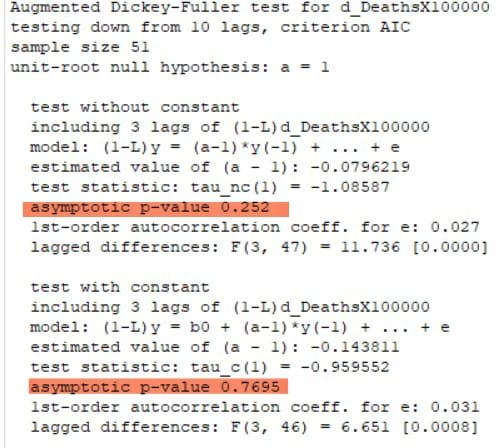 Augmented Dickey-Fuller test for d_DeathsX100000
testing down from 10 lags, criterion AIC
sample size 51
unit-root null hypothesis: a = 1
test without constant
including 3 lags of (1-L)d_DeathsX100000
model: (1-L)y = (a-1)*y(-1) + ... + e
estimated value of (a - 1): -0.0796219
test statistic: tau_nc(1) = -1.08587
asymptotic p-value 0.252
1st-order autocorrelation coeff. for e: 0.027
lagged differences: F(3, 47) = 11.736 [0.0000]
test with constant
including 3 lags of (1-L)d_DeathsX100000
model: (1-L)y = b0 + (a-1)*y(-1) + ... + e
estimated value of (a - 1): -0.143811
test statistic: tau_c(1) = -0.959552
asymptotic p-value 0.7695
1st-order autocorrelation coeff. for e: 0.031
lagged differences: F(3, 46) = 6.651 [0.0008]